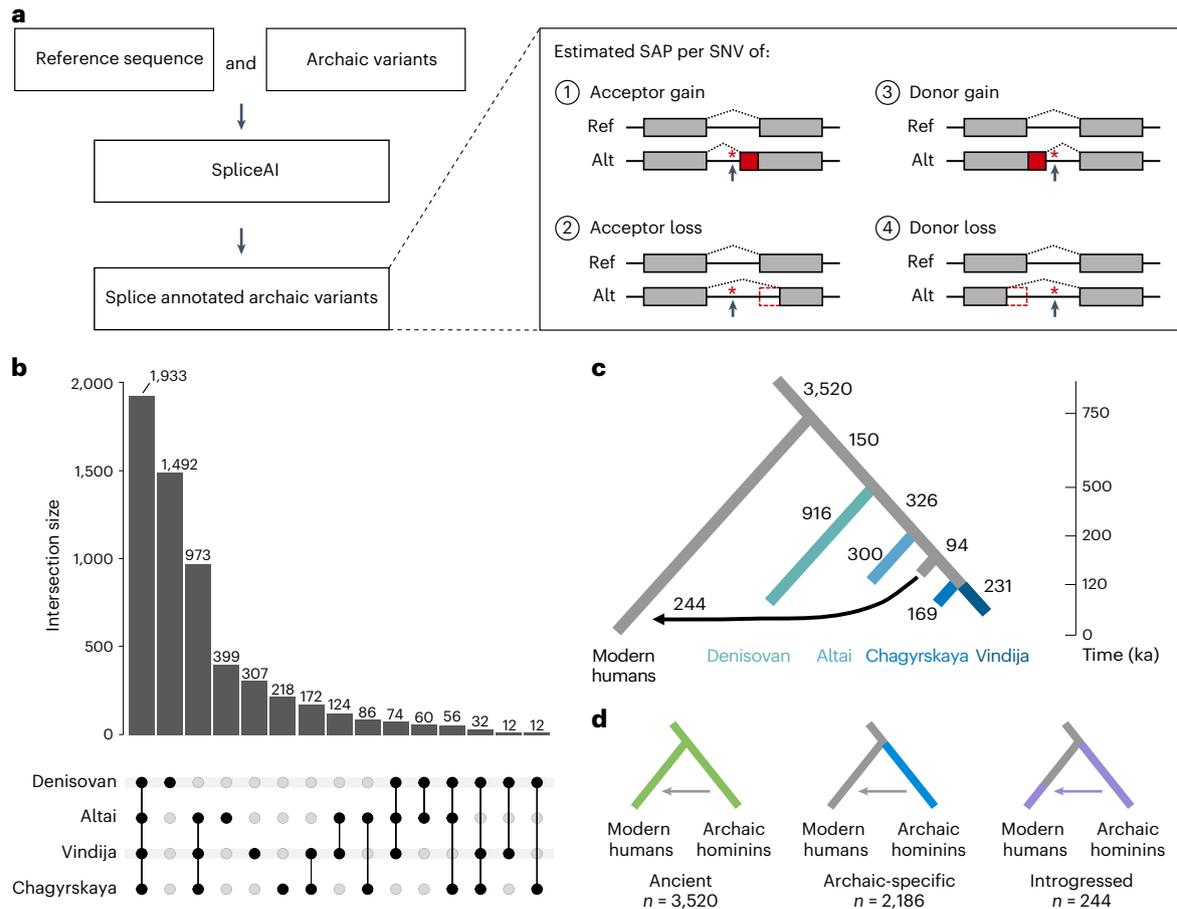 a
Reference sequence and Archaic variants
SpliceAI
Splice annotated archaic variants
Estimated SAP per SNV of:
1 Acceptor gain
Ref
Alt
*
3 Donor gain
Ref
Alt
*
2 Acceptor loss
Ref
Alt
*
4 Donor loss
Ref
Alt
*
b
Intersection size
2,000
1,500
1,000
500
0
1,933
1,492
973
399
307
218
172
124
86
74
60
56
32
12
12
Denisovan
Altai
Vindija
Chagyrskaya
c
3,520
150
326
94
916
300
244
169
231
Modern
humans
Denisovan
Altai
Chagyrskaya
Vindija
750
500
200
120
0
Time (ka)
d
Modern
humans
Archaic
hominins
Ancient
n = 3,520
Modern
humans
Archaic
hominins
Archaic-specific
n = 2,186
Modern
humans
Archaic
hominins
Introgressed
n = 244